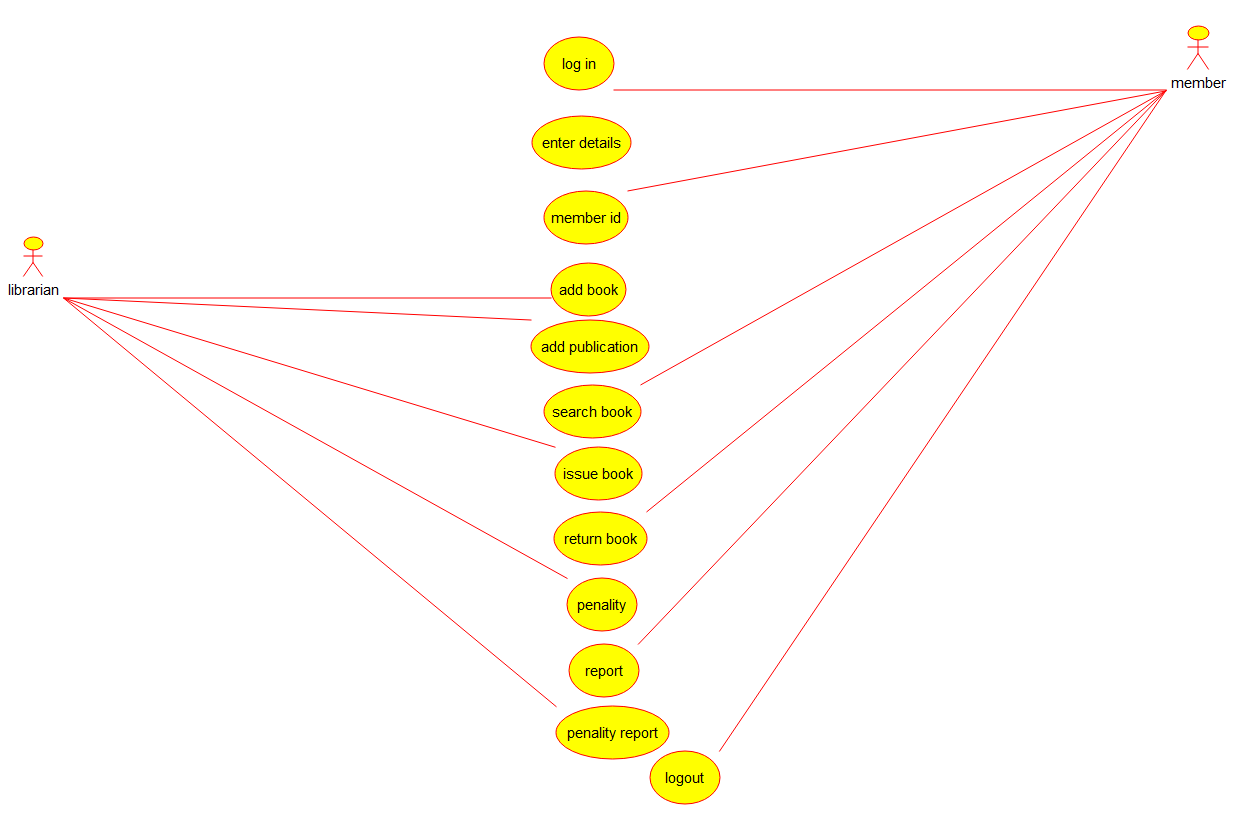 log in
member
enter details
member id
librarian
add book
add publication
search book
issue book
return book
penality
report
penality report
logout